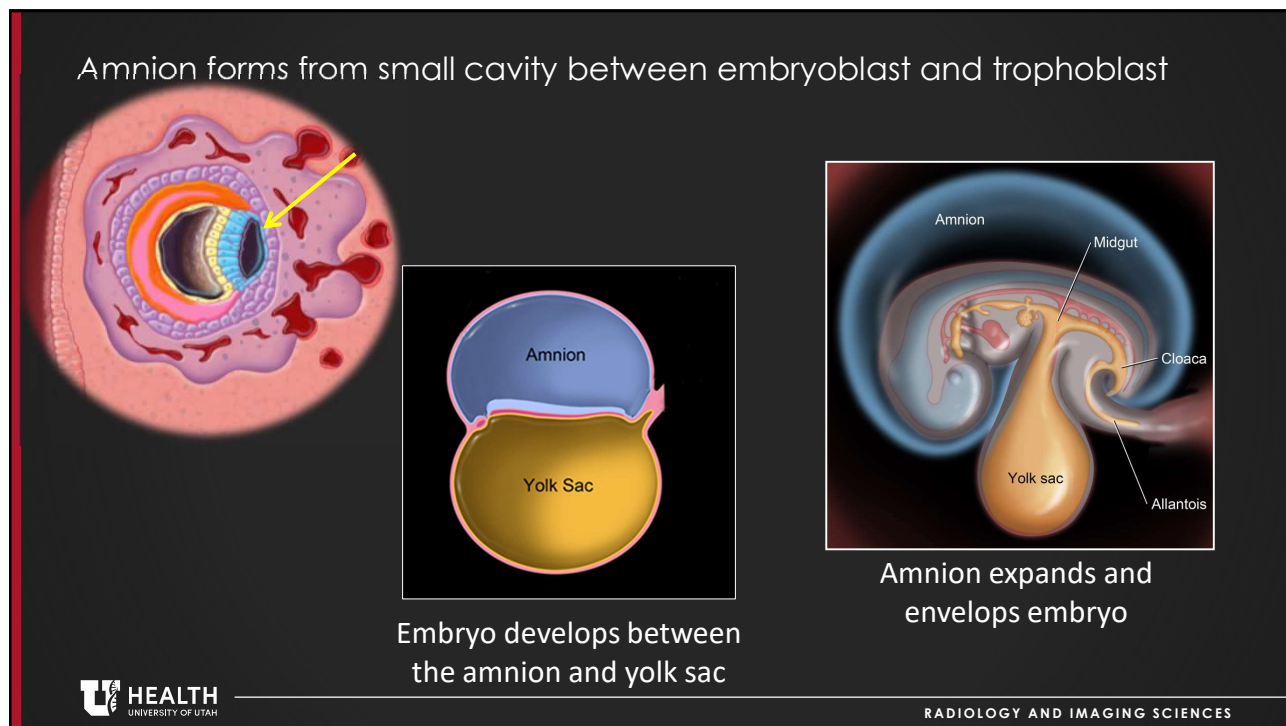 Amnion forms from small cavity between embryoblast and trophoblast
Amnion
Yolk Sac
Embryo develops between
the amnion and yolk sac
Amnion
Midgut
Cloaca
Yolk sac
Allantois
Amnion expands and
envelops embryo
U HEALTH
UNIVERSITY OF UTAH
RADIOLOGY AND IMAGING SCIENCES